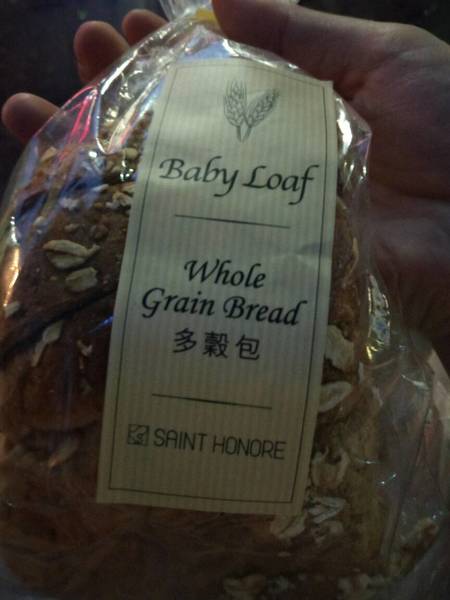 Baby Loaf
Whole
Grain Bread
多穀包
SAINT HONORE